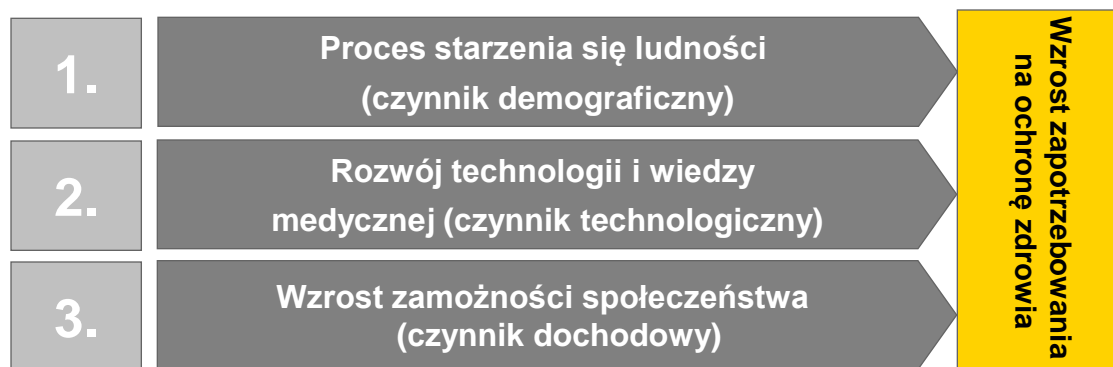 1.
Proces starzenia się ludności
(czynnik demograficzny)
2.
Rozwój technologii i wiedzy
medycznej (czynnik technologiczny)
3.
Wzrost zamożności społeczeństwa
(czynnik dochodowy)
Wzrost zapotrzebowania
na ochronę zdrowia